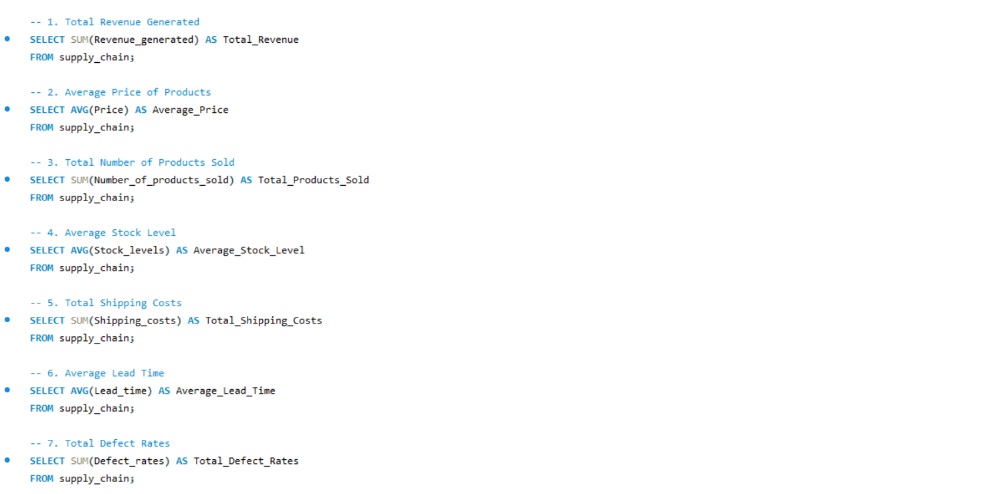 -- 1. Total Revenue Generated
SELECT SUM(Revenue_generated) AS Total_Revenue
FROM supply_chain;
-- 2. Average Price of Products
SELECT AVG(Price) AS Average_Price
FROM supply_chain;
-- 3. Total Number of Products Sold
SELECT SUM(Number_of_products_sold) AS Total_Products_Sold
FROM supply_chain;
-- 4. Average Stock Level
SELECT AVG(Stock_levels) AS Average_Stock_Level
FROM supply_chain;
-- 5. Total Shipping Costs
SELECT SUM(Shipping_costs) AS Total_Shipping_Costs
FROM supply_chain;
-- 6. Average Lead Time
SELECT AVG(Lead_time) AS Average_Lead_Time
FROM supply_chain;
-- 7. Total Defect Rates
SELECT SUM(Defect_rates) AS Total_Defect_Rates
FROM supply_chain;